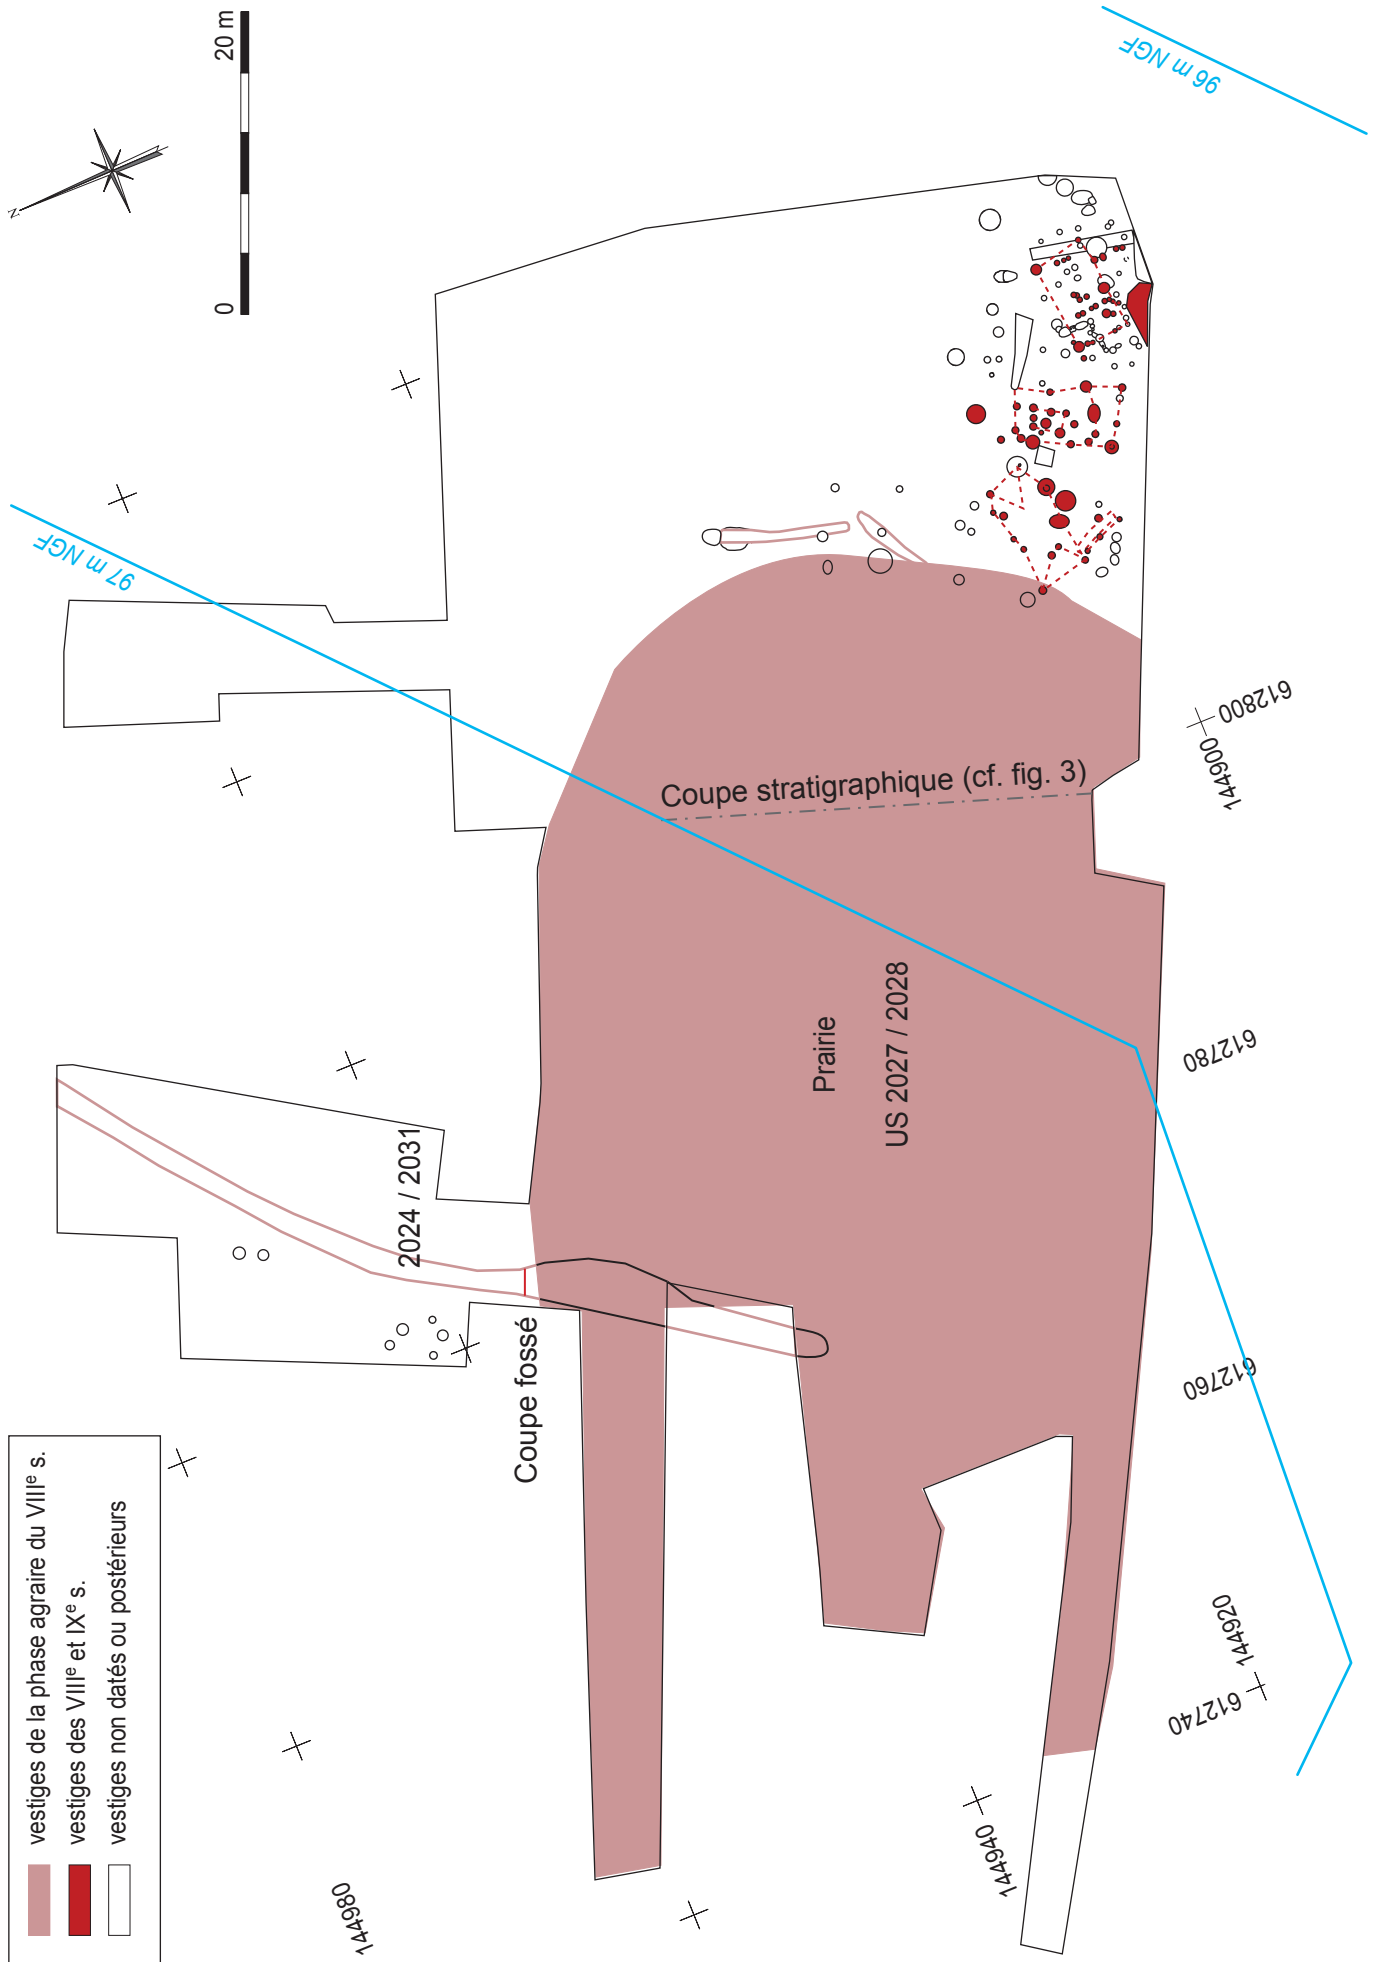 20 m
0
N
96 m NGF
97 m NGF
Coupe stratigraphique (cf. fig. 3)
612800
144900
Prairie
US 2027 / 2028
612780
2024 / 2031
Coupe fossé
612760
144920
612740
144940
144980
vestiges de la phase agraire du VIIIᵉ s.
vestiges des VIIIᵉ et IXᵉ s.
vestiges non datés ou postérieurs